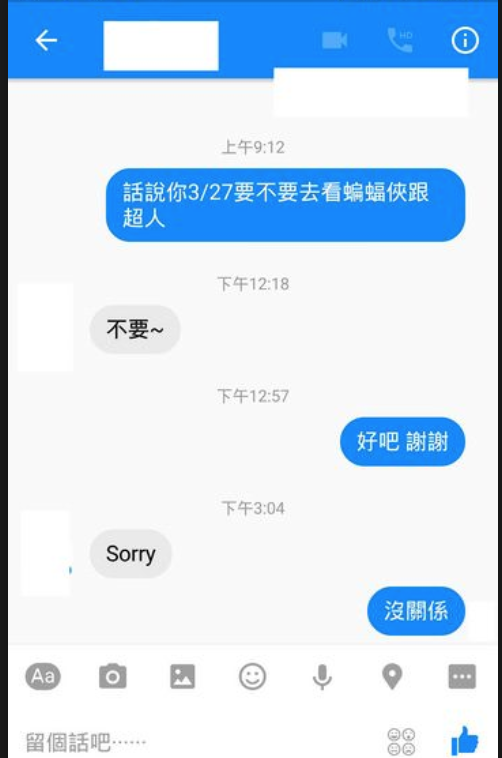 HD
上午9:12
話說你3/27要不要去看蝙蝠俠跟
超人
下午12:18
不要~
下午12:57
好吧 謝謝
下午3:04
Sorry
沒關係
Aa
留個話吧……